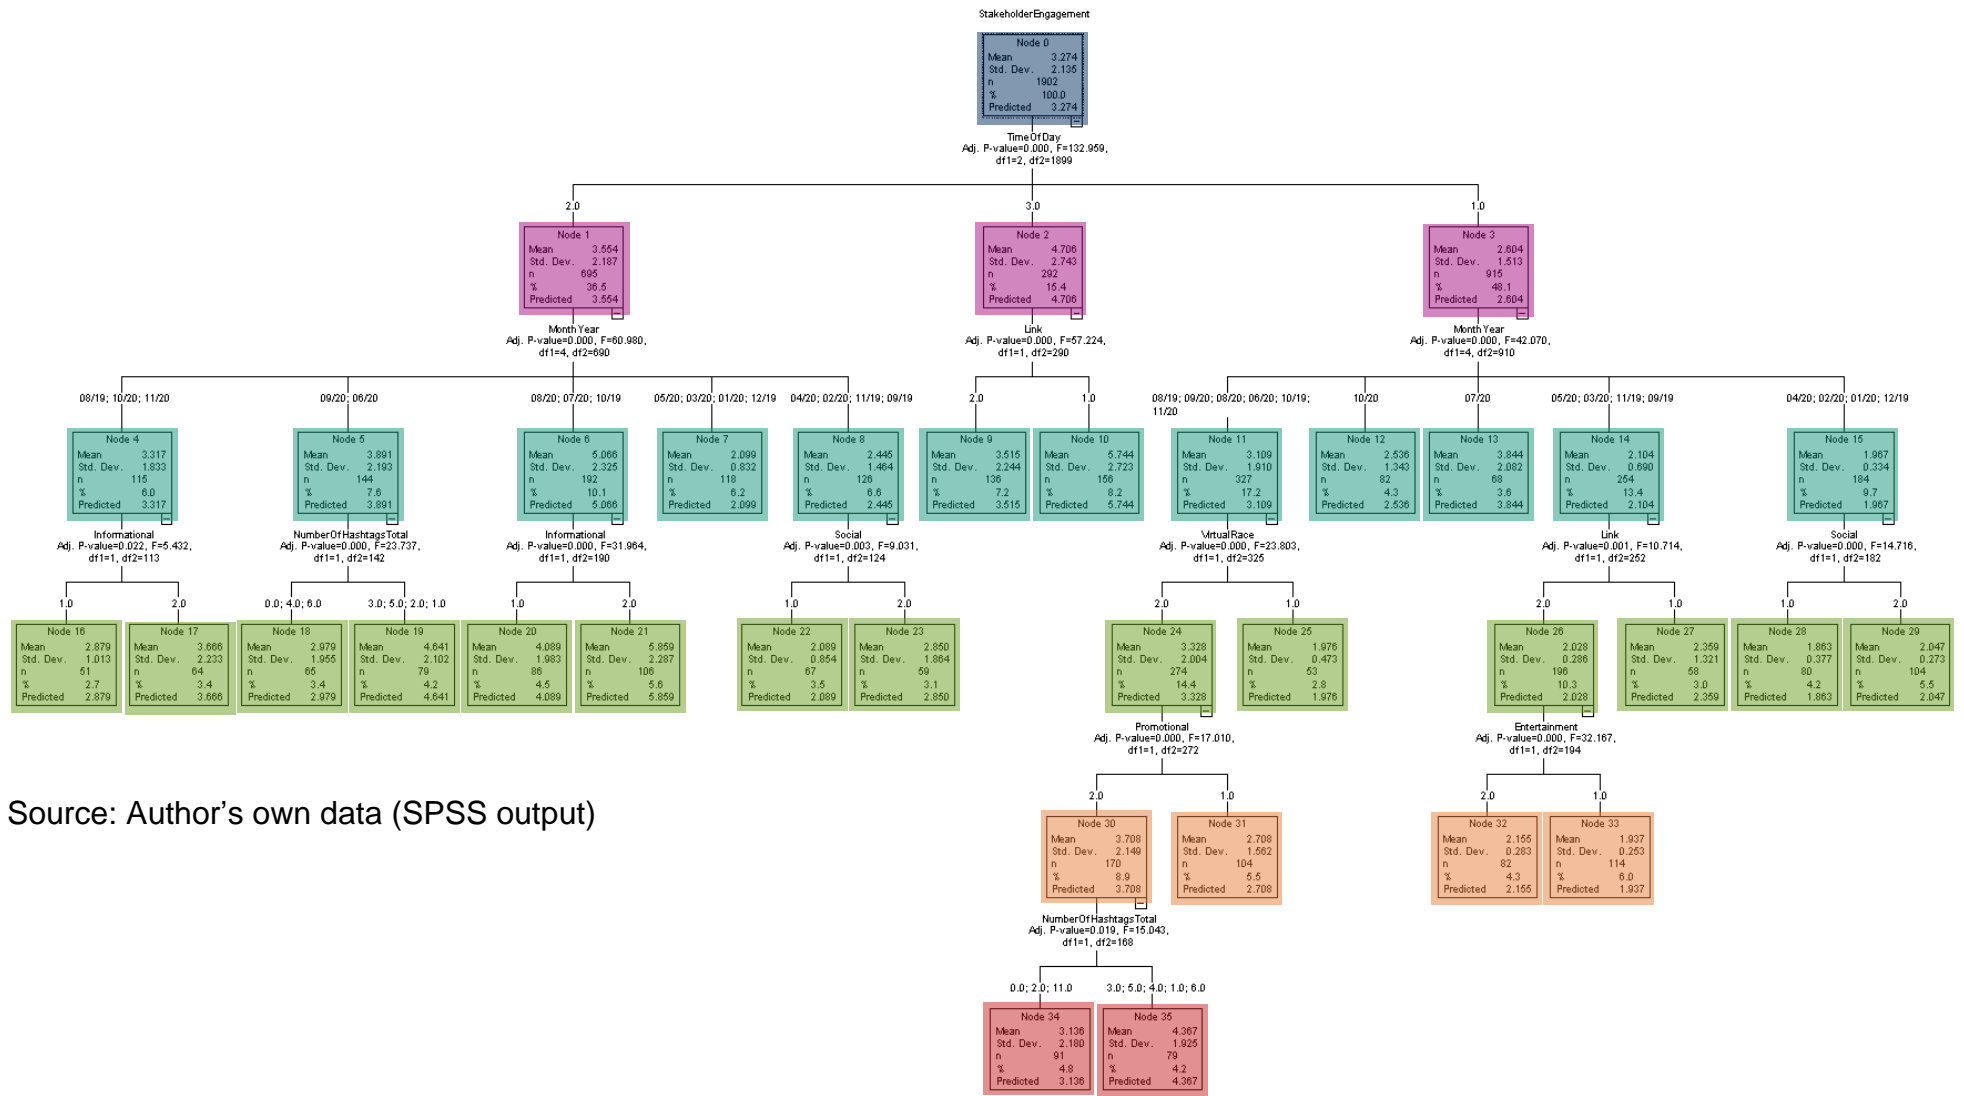 StakeholderEngagement
Node 0
Mean 3.274
Std. Dev. 2.135
n 1902
% 100.0
Predicted 3.274
TimeOfDay
Adj. P-value=0.000, F=132.959,
df1=2, df2=1899
2.0
3.0
1.0
Node 1
Mean 3.554
Std. Dev. 2.187
n 695
% 36.5
Predicted 3.554
Node 2
Mean 4.706
Std. Dev. 2.743
n 292
% 15.4
Predicted 4.706
Node 3
Mean 2.604
Std. Dev. 1.513
n 915
% 48.1
Predicted 2.604
Month Year
Adj. P-value=0.000, F=60.980,
df1=4, df2=690
Link
Adj. P-value=0.000, F=57.224,
df1=1, df2=290
Month Year
Adj. P-value=0.000, F=42.070,
df1=4, df2=910
08/19; 10/20; 11/20
09/20; 06/20
08/20; 07/20; 10/19
05/20; 03/20; 01/20; 12/19
04/20; 02/20; 11/19; 09/19
2.0
1.0
08/19; 09/20; 08/20; 06/20; 10/19;
11/20
10/20
07/20
05/20; 03/20; 11/19; 09/19
04/20; 02/20; 01/20; 12/19
Node 4
Mean 3.317
Std. Dev. 1.833
n 115
% 6.0
Predicted 3.317
Node 5
Mean 3.891
Std. Dev. 2.193
n 144
% 7.6
Predicted 3.891
Node 6
Mean 5.066
Std. Dev. 2.325
n 192
% 10.1
Predicted 5.066
Node 7
Mean 2.099
Std. Dev. 0.832
n 118
% 6.2
Predicted 2.099
Node 8
Mean 2.445
Std. Dev. 1.464
n 126
% 6.6
Predicted 2.445
Node 9
Mean 3.515
Std. Dev. 2.244
n 136
% 7.2
Predicted 3.515
Node 10
Mean 5.744
Std. Dev. 2.723
n 156
% 8.2
Predicted 5.744
Node 11
Mean 3.109
Std. Dev. 1.910
n 327
% 17.2
Predicted 3.109
Node 12
Mean 2.536
Std. Dev. 1.343
n 82
% 4.3
Predicted 2.536
Node 13
Mean 3.844
Std. Dev. 2.082
n 68
% 3.6
Predicted 3.844
Node 14
Mean 2.104
Std. Dev. 0.690
n 254
% 13.4
Predicted 2.104
Node 15
Mean 1.967
Std. Dev. 0.334
n 184
% 9.7
Predicted 1.967
Informational
Adj. P-value=0.022, F=5.432,
df1=1, df2=113
NumberOfHashtagsTotal
Adj. P-value=0.000, F=23.737,
df1=1, df2=142
Informational
Adj. P-value=0.000, F=31.964,
df1=1, df2=190
Social
Adj. P-value=0.003, F=9.031,
df1=1, df2=124
VirtualRace
Adj. P-value=0.000, F=23.803,
df1=1, df2=325
Link
Adj. P-value=0.001, F=10.714,
df1=1, df2=252
Social
Adj. P-value=0.000, F=14.716,
df1=1, df2=182
1.0
2.0
0.0; 4.0; 6.0
3.0; 5.0; 2.0; 1.0
1.0
2.0
1.0
2.0
2.0
1.0
2.0
1.0
1.0
2.0
Node 16
Mean 2.879
Std. Dev. 1.013
n 51
% 2.7
Predicted 2.879
Node 17
Mean 3.666
Std. Dev. 2.233
n 64
% 3.4
Predicted 3.666
Node 18
Mean 2.979
Std. Dev. 1.955
n 65
% 3.4
Predicted 2.979
Node 19
Mean 4.641
Std. Dev. 2.102
n 79
% 4.2
Predicted 4.641
Node 20
Mean 4.089
Std. Dev. 1.983
n 86
% 4.5
Predicted 4.089
Node 21
Mean 5.859
Std. Dev. 2.287
n 106
% 5.6
Predicted 5.859
Node 22
Mean 2.089
Std. Dev. 0.854
n 67
% 3.5
Predicted 2.089
Node 23
Mean 2.850
Std. Dev. 1.864
n 59
% 3.1
Predicted 2.850
Node 24
Mean 3.328
Std. Dev. 2.004
n 274
% 14.4
Predicted 3.328
Node 25
Mean 1.976
Std. Dev. 0.473
n 53
% 2.8
Predicted 1.976
Node 26
Mean 2.028
Std. Dev. 0.286
n 196
% 10.3
Predicted 2.028
Node 27
Mean 2.359
Std. Dev. 1.321
n 58
% 3.0
Predicted 2.359
Node 28
Mean 1.863
Std. Dev. 0.377
n 80
% 4.2
Predicted 1.863
Node 29
Mean 2.047
Std. Dev. 0.273
n 104
% 5.5
Predicted 2.047
Promotional
Adj. P-value=0.000, F=17.010,
df1=1, df2=272
Entertainment
Adj. P-value=0.000, F=32.167,
df1=1, df2=194
2.0
1.0
2.0
1.0
Source: Author's own data (SPSS output)
Node 30
Mean 3.708
Std. Dev. 2.149
n 170
% 8.9
Predicted 3.708
Node 31
Mean 2.708
Std. Dev. 1.562
n 104
% 5.5
Predicted 2.708
Node 32
Mean 2.155
Std. Dev. 0.283
n 82
% 4.3
Predicted 2.155
Node 33
Mean 1.937
Std. Dev. 0.253
n 114
% 6.0
Predicted 1.937
NumberOfHashtagsTotal
Adj. P-value=0.019, F=15.043,
df1=1, df2=168
0.0; 2.0; 11.0
3.0; 5.0; 4.0; 1.0; 6.0
Node 34
Mean 3.136
Std. Dev. 2.180
n 91
% 4.8
Predicted 3.136
Node 35
Mean 4.367
Std. Dev. 1.925
n 79
% 4.2
Predicted 4.367